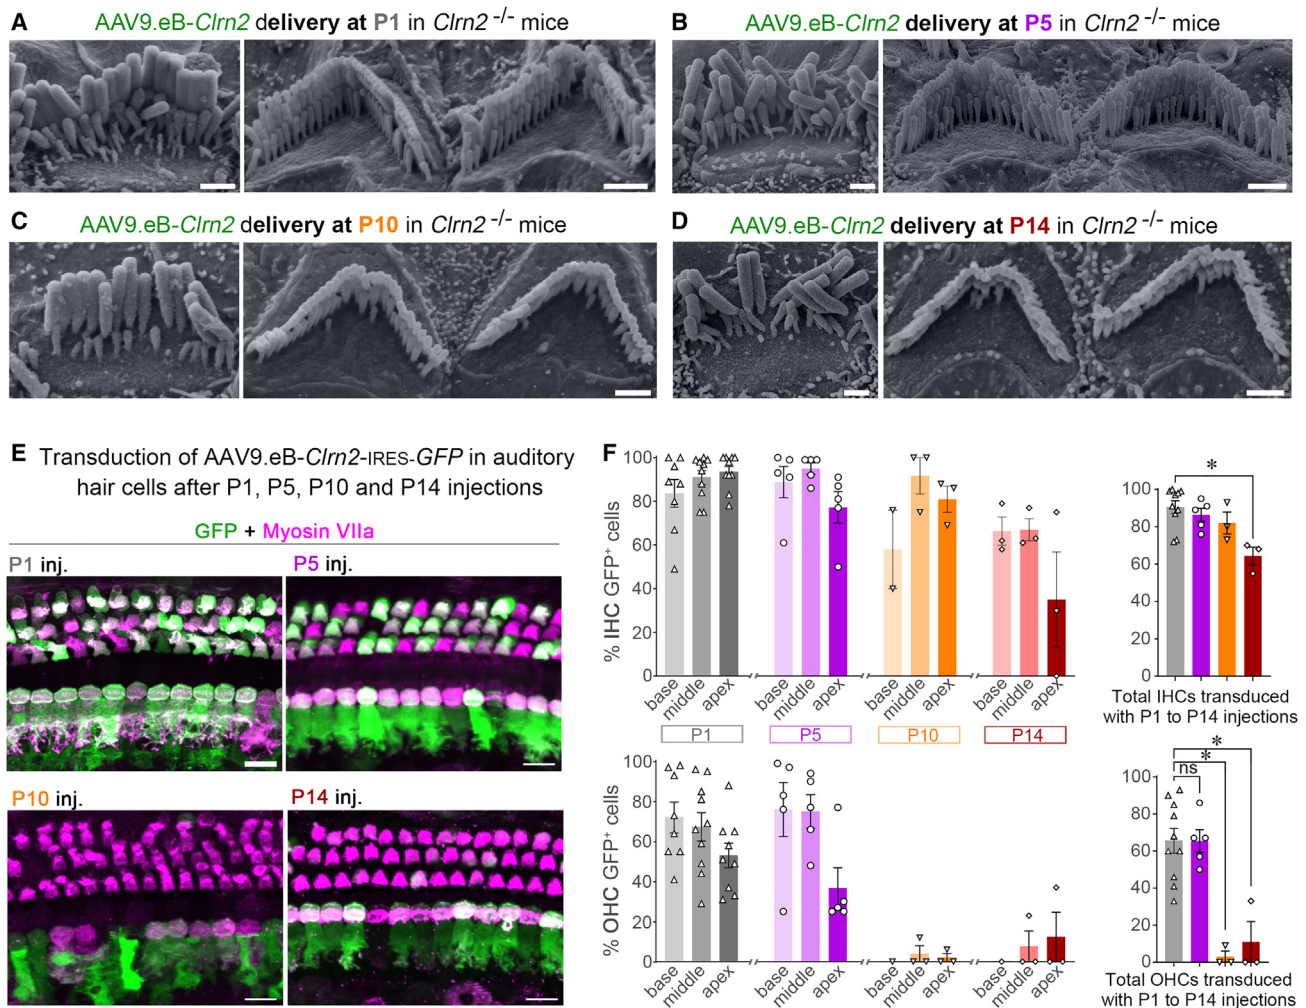 A AAV9.eB-Clrn2 delivery at P1 in Clrn2 -/- mice
B AAV9.eB-Clrn2 delivery at P5 in Clrn2 -/- mice
C AAV9.eB-Clrn2 delivery at P10 in Clrn2 -/- mice
D AAV9.eB-Clrn2 delivery at P14 in Clrn2 -/- mice
E Transduction of AAV9.eB-Clrn2-IRES-GFP in auditory
hair cells after P1, P5, P10 and P14 injections
GFP + Myosin VIIa
P1 inj.
P5 inj.
P10 inj.
P14 inj.
F
% IHC GFP+ cells
100
80
60
40
20
0
base middle apex
base middle apex
base middle apex
base middle apex
P1
P5
P10
P14
*
100
80
60
40
20
0
Total IHCs transduced
with P1 to P14 injections
% OHC GFP+ cells
100
80
60
40
20
0
base middle apex
base middle apex
base middle apex
base middle apex
*
*
ns
100
80
60
40
20
0
Total OHCs transduced
with P1 to P14 injections